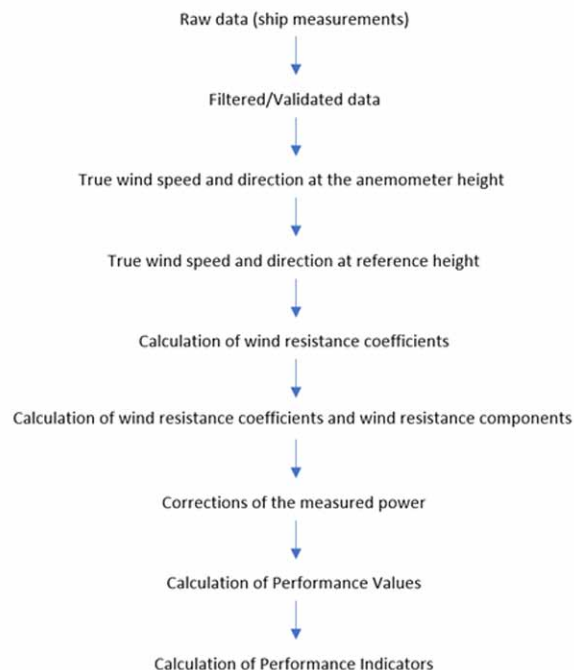 Raw data (ship measurements)
Filtered/Validated data
True wind speed and direction at the anemometer height
True wind speed and direction at reference height
Calculation of wind resistance coefficients
Calculation of wind resistance coefficients and wind resistance components
Corrections of the measured power
Calculation of Performance Values
Calculation of Performance Indicators